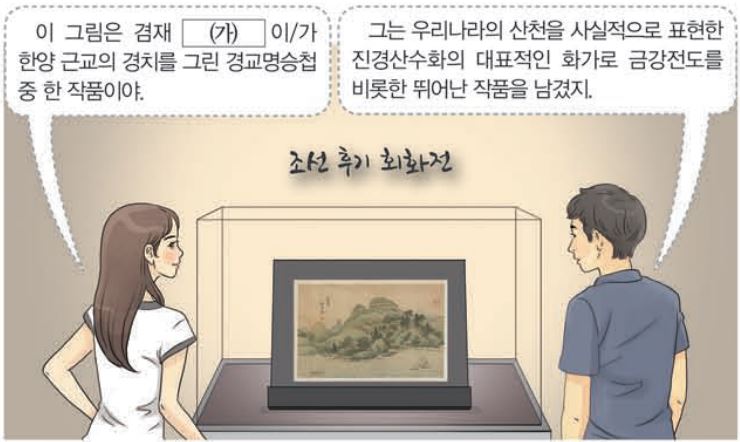 이 그림은 겸재 (가) 이/가
한양 근교의 경치를 그린 경교명승첩
중 한 작품이야.
그는 우리나라의 산천을 사실적으로 표현한
진경산수화의 대표적인 화가로 금강전도를
비롯한 뛰어난 작품을 남겼지.
조선 후기 회화전